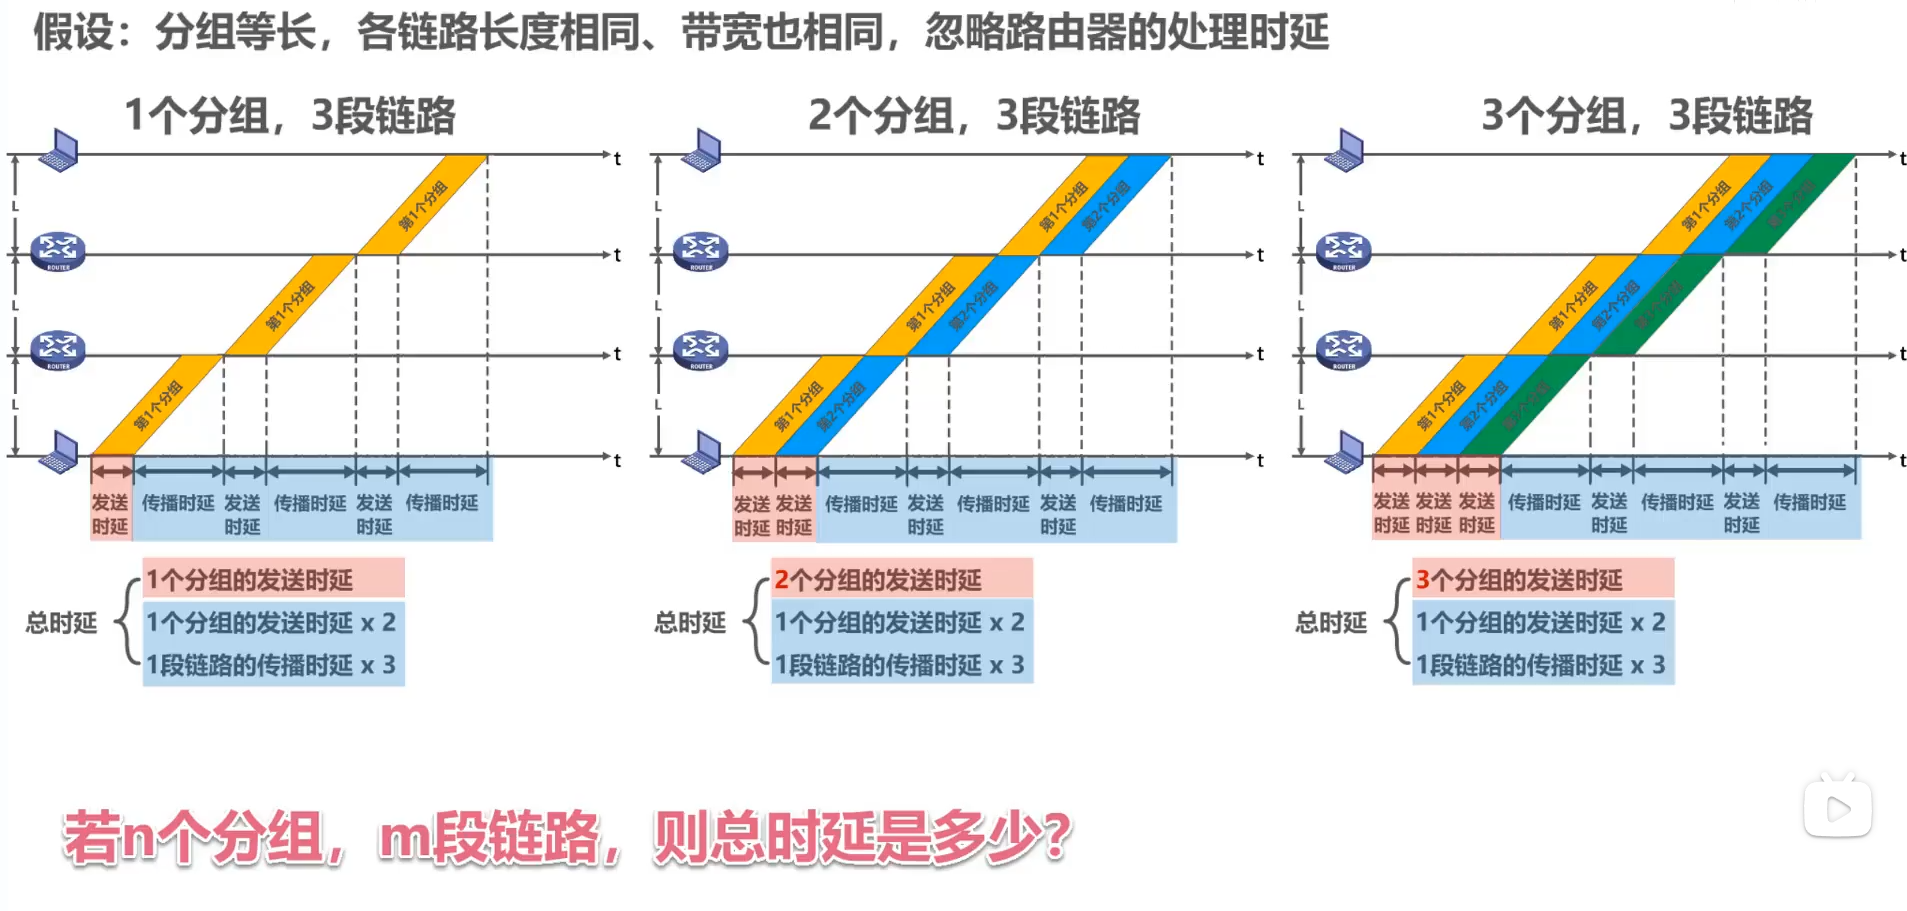 假设：分组等长，各链路长度相同、带宽也相同，忽略路由器的处理时延
1个分组，3段链路
t
L
第1个分组
ROUTER
t
L
第1个分组
ROUTER
t
L
第1个分组
t
发送时延
传播时延
发送时延
传播时延
发送时延
传播时延
总时延
1个分组的发送时延
1个分组的发送时延 x 2
1段链路的传播时延 x 3
2个分组，3段链路
t
L
第1个分组
第2个分组
ROUTER
t
L
第1个分组
第2个分组
ROUTER
t
L
第1个分组
第2个分组
t
发送时延
发送时延
传播时延
发送时延
传播时延
发送时延
传播时延
总时延
2个分组的发送时延
1个分组的发送时延 x 2
1段链路的传播时延 x 3
3个分组，3段链路
t
L
第1个分组
第2个分组
第3个分组
ROUTER
t
L
第1个分组
第2个分组
第3个分组
ROUTER
t
L
第1个分组
第2个分组
第3个分组
t
发送时延
发送时延
发送时延
传播时延
发送时延
传播时延
发送时延
传播时延
总时延
3个分组的发送时延
1个分组的发送时延 x 2
1段链路的传播时延 x 3
若n个分组，m段链路，则总时延是多少？